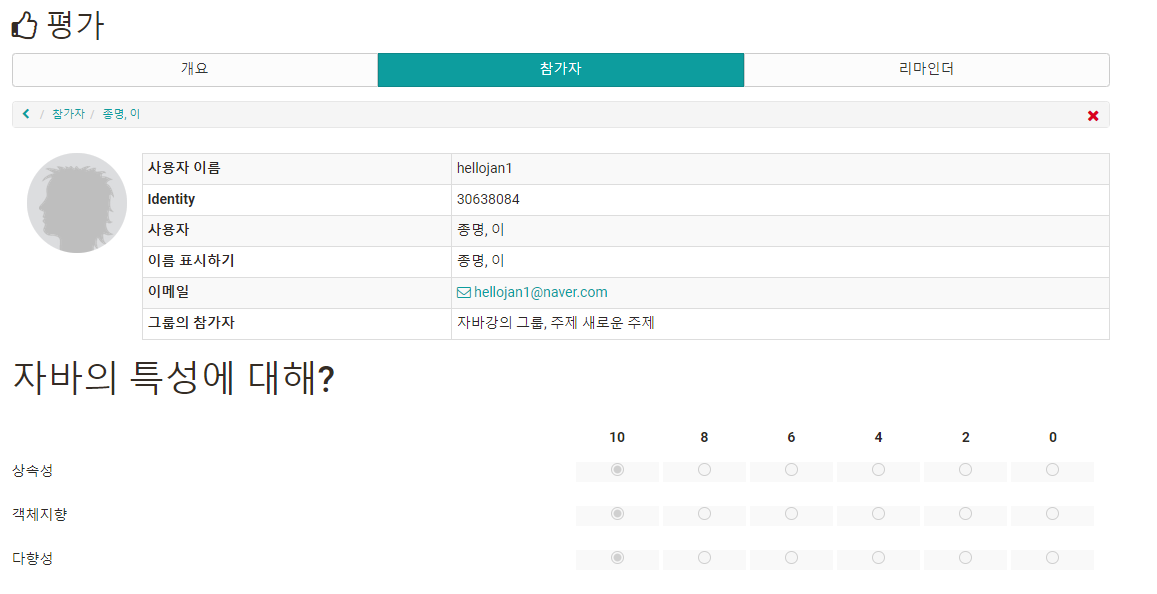 평가
개요 참가자 리마인더
/ 참가자 / 종명, 이
사용자 이름 hellojan1
Identity 30638084
사용자 종명, 이
이름 표시하기 종명, 이
이메일 hellojan1@naver.com
그룹의 참가자 자바강의 그룹, 주제 새로운 주제
자바의 특성에 대해?
10 8 6 4 2 0
상속성
객체지향
다향성